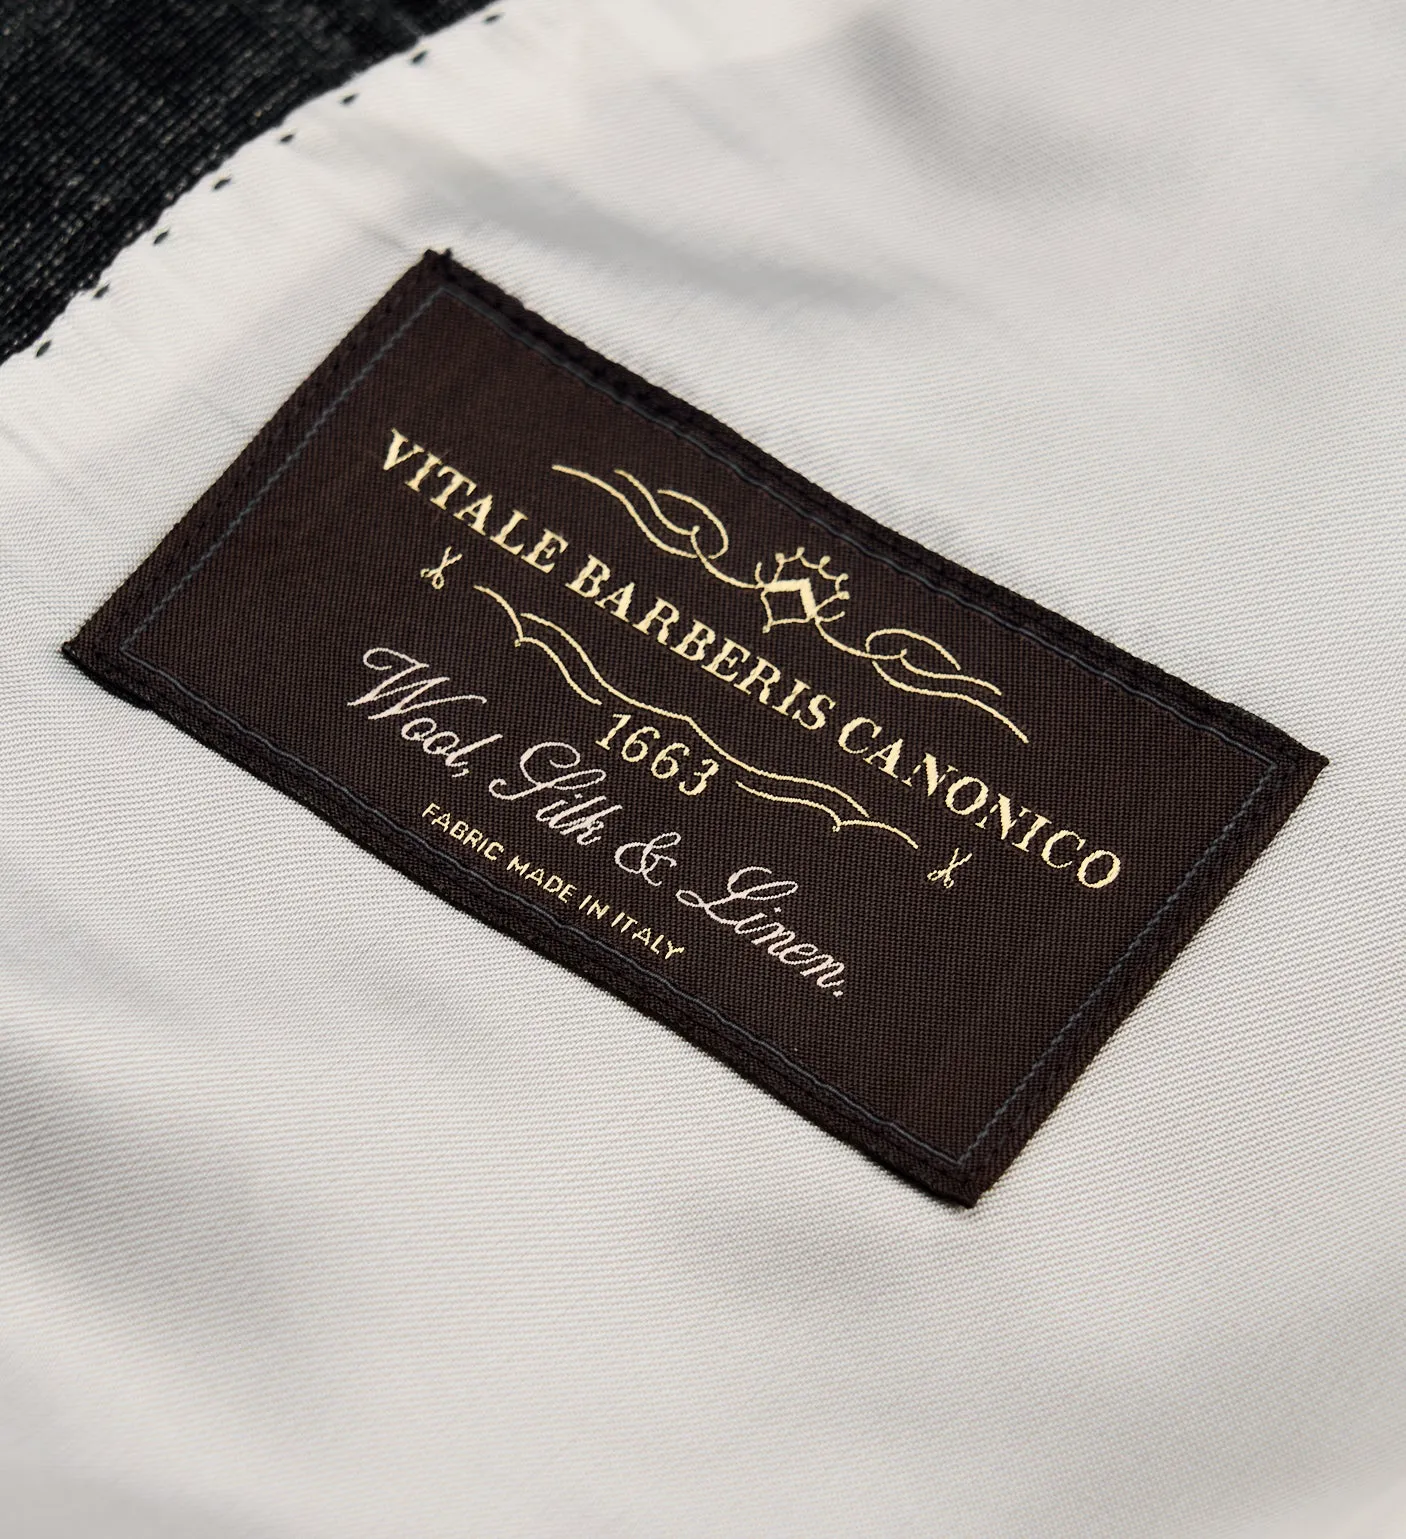 VITALE BARBERIS CANONICO
1663
Wool, Silk & Linen.
FABRIC MADE IN ITALY